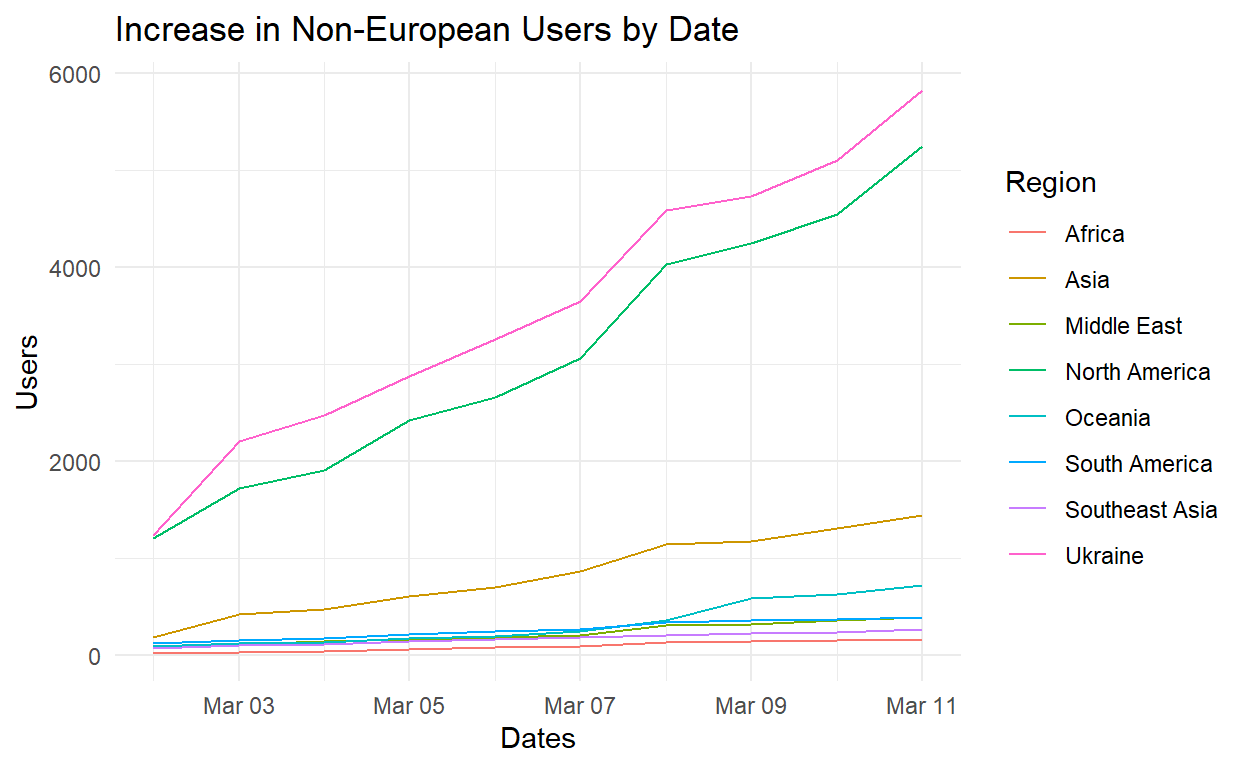 Increase in Non-European Users by Date
6000
4000
2000
0
Users
Mar 03
Mar 05
Mar 07
Mar 09
Mar 11
Dates
Region
Africa
Asia
Middle East
North America
Oceania
South America
Southeast Asia
Ukraine